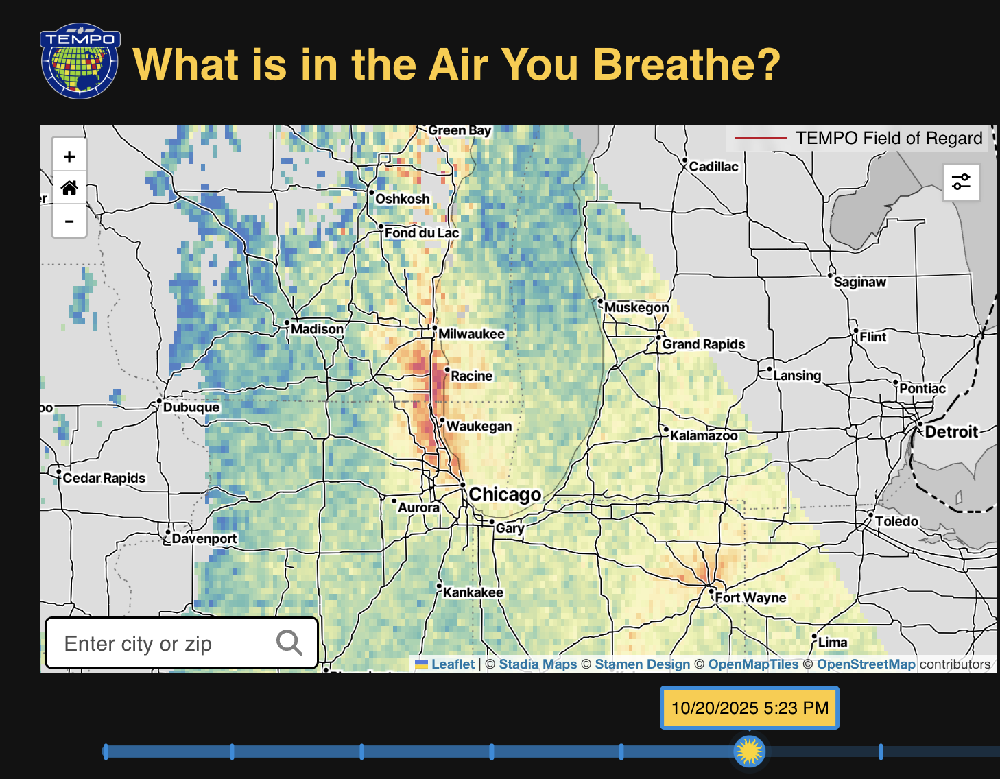 TEMPO
What is in the Air You Breathe?
Green Bay
TEMPO Field of Regard
+
Cadillac
er
Oshkosh
-
Fond du Lac
Saginaw
Muskegon
Madison
Milwaukee
Grand Rapids
Flint
Racine
Lansing
Pontiac
oo
Dubuque
Waukegan
Kalamazoo
Detroit
Cedar Rapids
Chicago
Aurora
Gary
Toledo
Davenport
Kankakee
Fort Wayne
Enter city or zip
Lima
Leaflet | © Stadia Maps © Stamen Design © OpenMapTiles © OpenStreetMap contributors
10/20/2025 5:23 PM